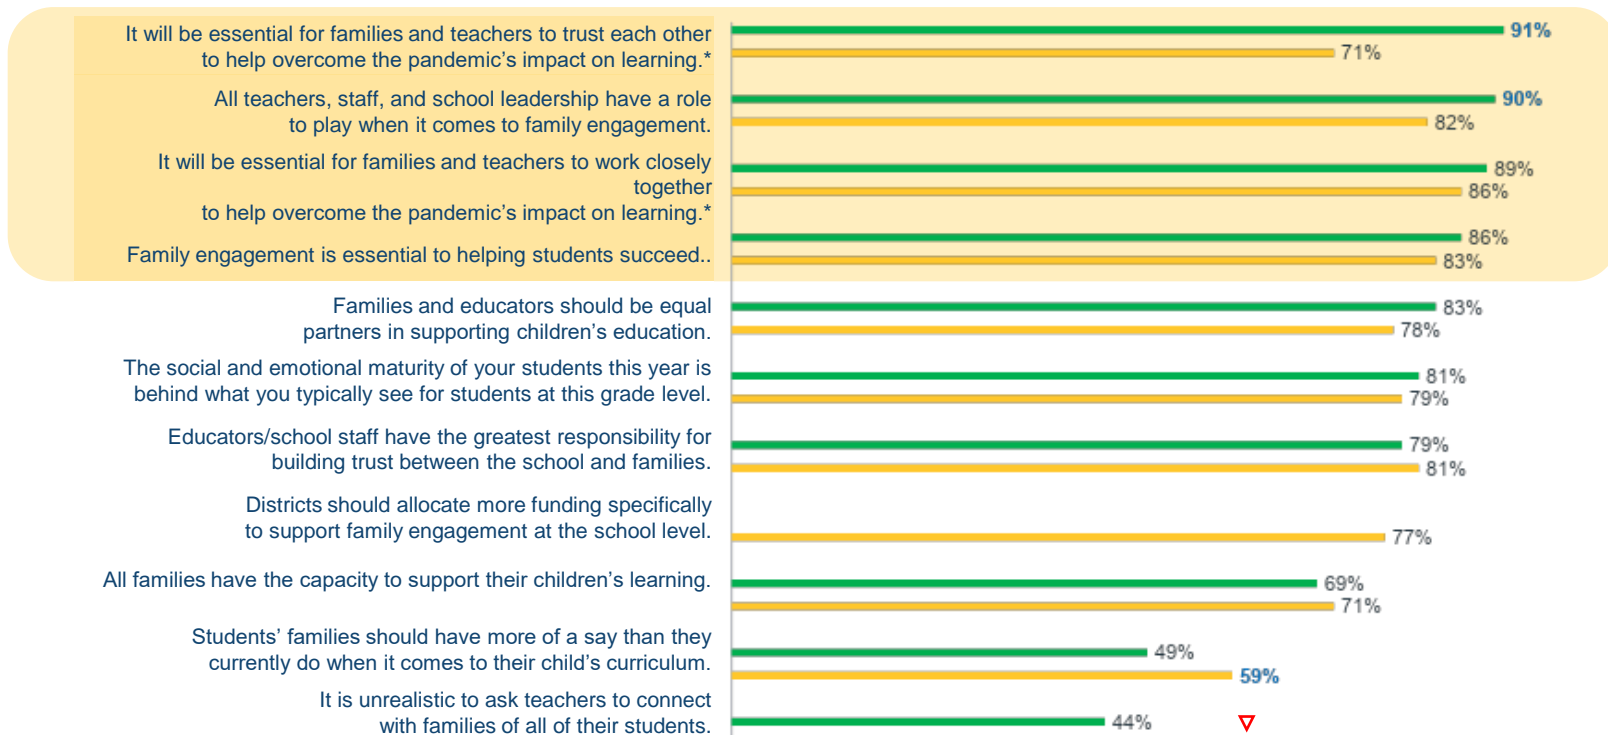 It will be essential for families and teachers to trust each other
to help overcome the pandemic's impact on learning.*
91%
71%
All teachers, staff, and school leadership have a role
to play when it comes to family engagement.
90%
82%
It will be essential for families and teachers to work closely
together
to help overcome the pandemic's impact on learning.*
89%
86%
Family engagement is essential to helping students succeed..
86%
83%
Families and educators should be equal
partners in supporting children's education.
83%
78%
The social and emotional maturity of your students this year is
behind what you typically see for students at this grade level.
81%
79%
Educators/school staff have the greatest responsibility for
building trust between the school and families.
79%
81%
Districts should allocate more funding specifically
to support family engagement at the school level.
77%
All families have the capacity to support their children's learning.
69%
71%
Students' families should have more of a say than they
currently do when it comes to their child's curriculum.
49%
59%
It is unrealistic to ask teachers to connect
with families of all of their students.
44%